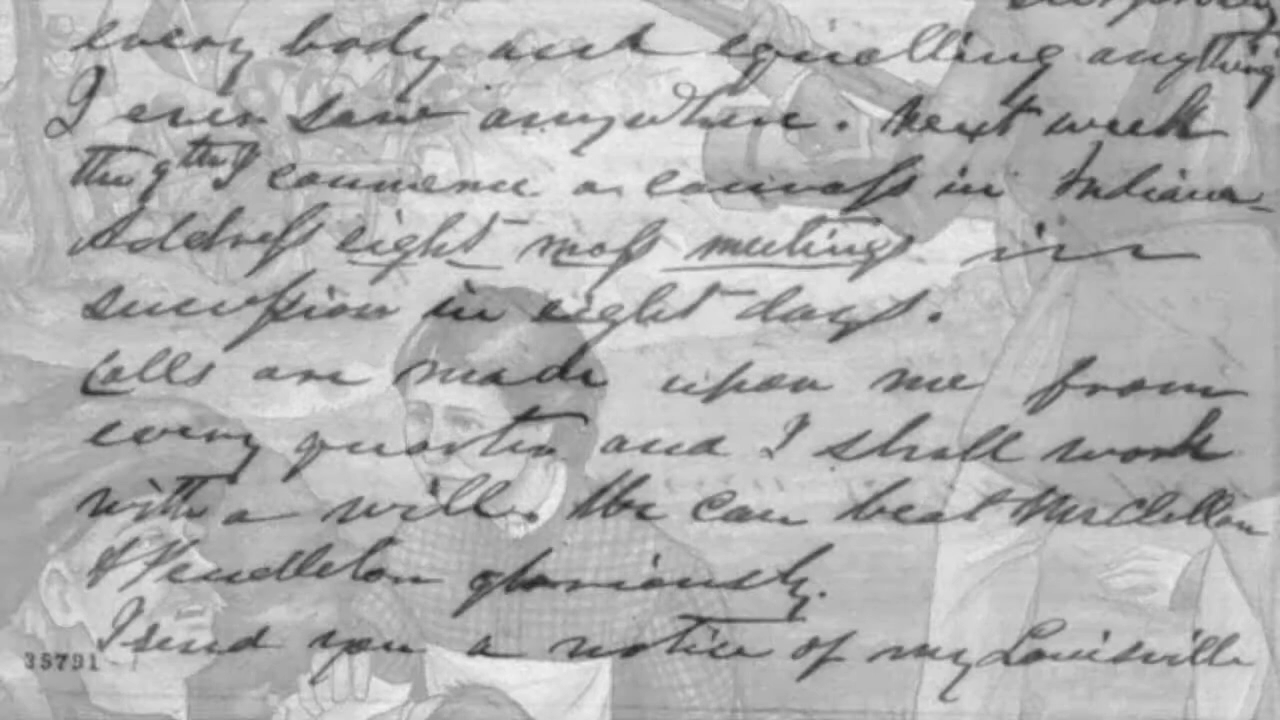 surprising
every body and equelling anything
I ever saw anywhere. Next week
the 9th I commence a canvass in Indiana
Address eight mass meetings in
succession in eight days.
Calls are made upon me from
every quarter and I shall work
with a will. We can beat McClellan
& Pendleton gloriously.
I send you a notice of my Louisville
35791